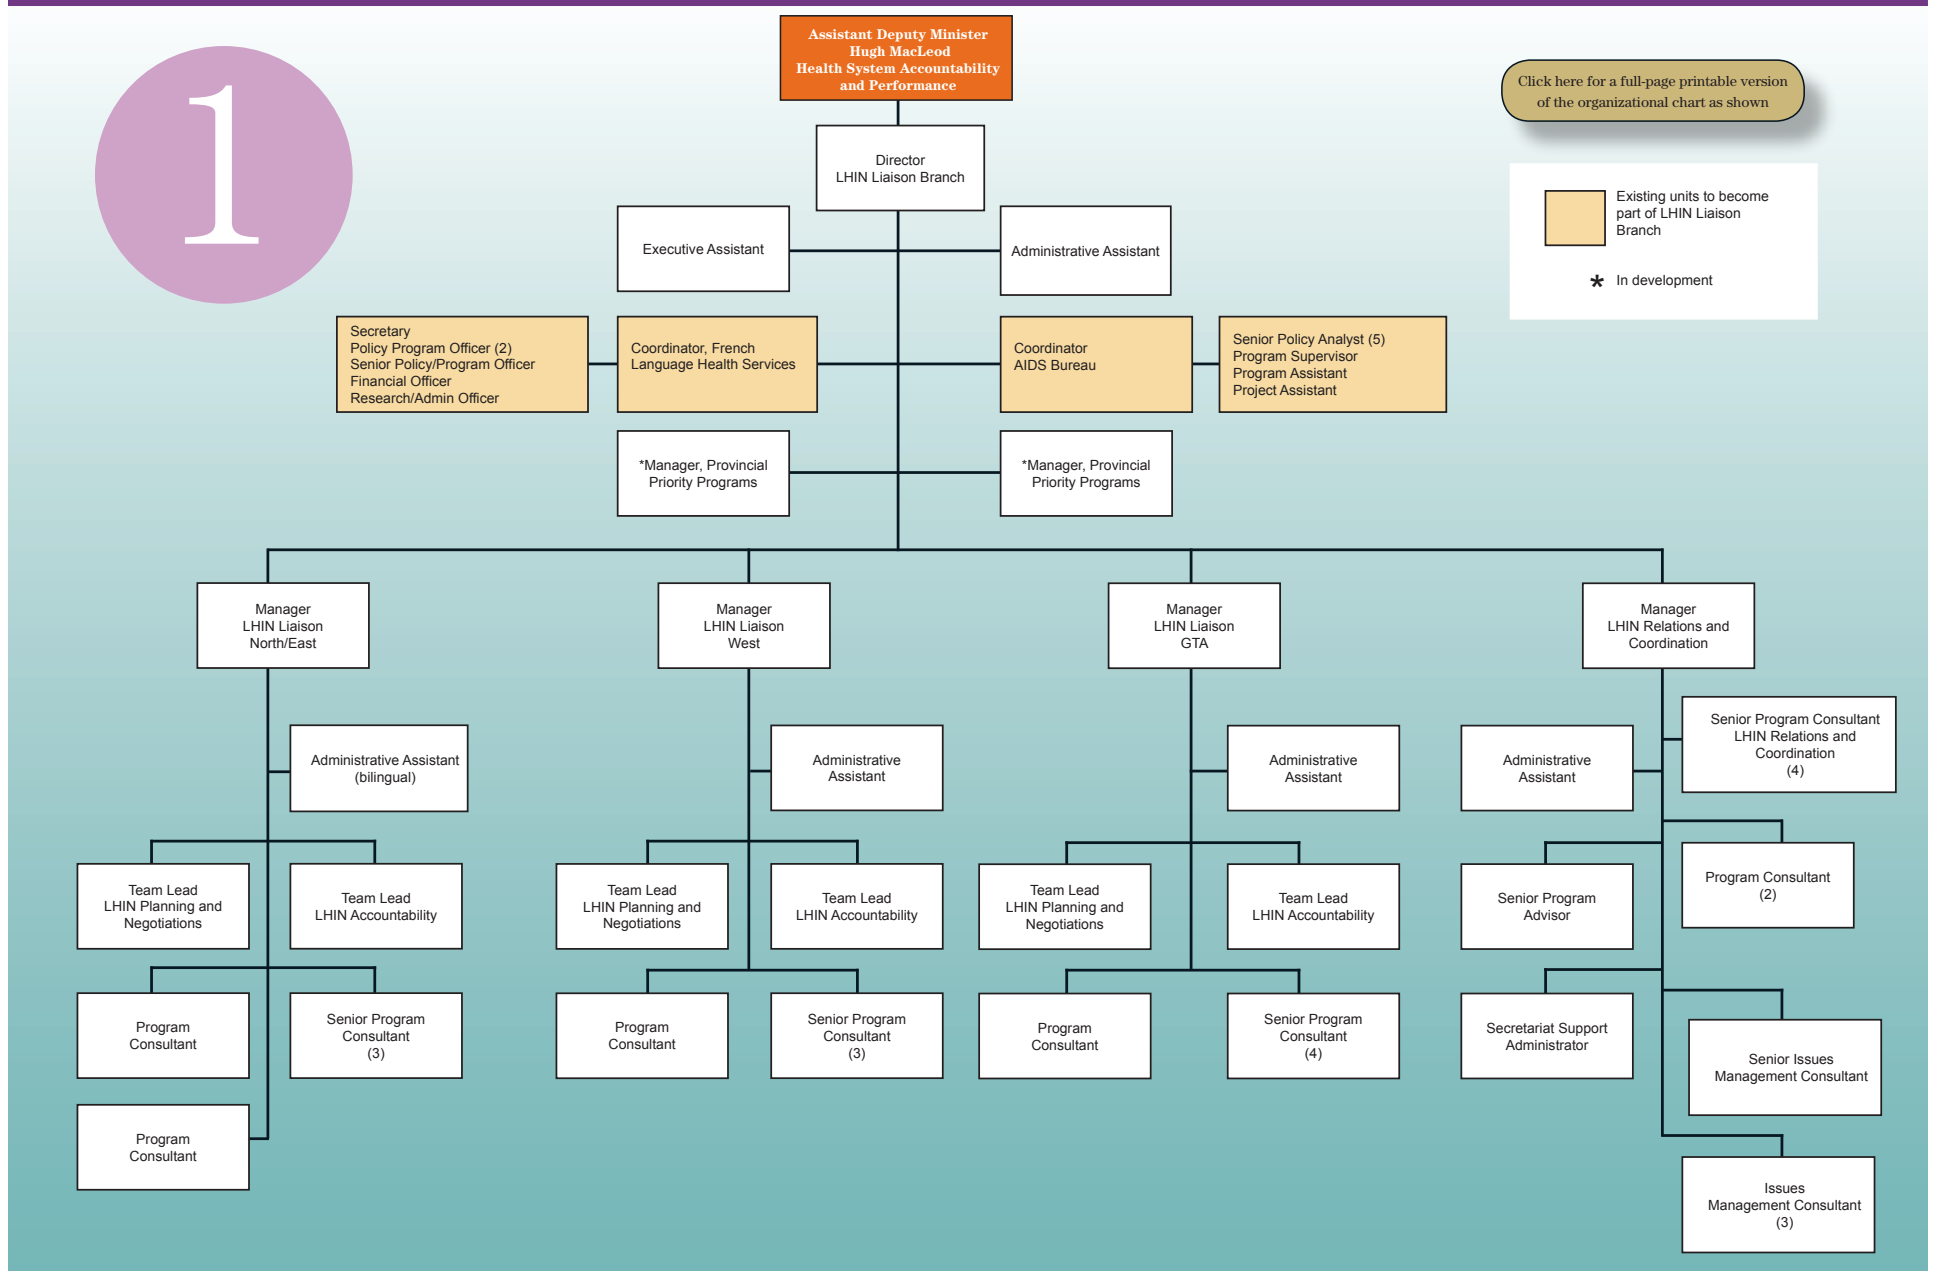 1
Assistant Deputy Minister
Hugh MacLeod
Health System Accountability
and Performance
Click here for a full-page printable version
of the organizational chart as shown
Director
LHIN Liaison Branch
Existing units to become
part of LHIN Liaison
Branch
* In development
Executive Assistant
Administrative Assistant
Secretary
Policy Program Officer (2)
Senior Policy/Program Officer
Financial Officer
Research/Admin Officer
Coordinator, French
Language Health Services
Coordinator
AIDS Bureau
Senior Policy Analyst (5)
Program Supervisor
Program Assistant
Project Assistant
*Manager, Provincial
Priority Programs
*Manager, Provincial
Priority Programs
Manager
LHIN Liaison
North/East
Manager
LHIN Liaison
West
Manager
LHIN Liaison
GTA
Manager
LHIN Relations and
Coordination
Administrative Assistant
(bilingual)
Administrative
Assistant
Administrative
Assistant
Administrative
Assistant
Senior Program Consultant
LHIN Relations and
Coordination
(4)
Team Lead
LHIN Planning and
Negotiations
Team Lead
LHIN Accountability
Team Lead
LHIN Planning and
Negotiations
Team Lead
LHIN Accountability
Team Lead
LHIN Planning and
Negotiations
Team Lead
LHIN Accountability
Senior Program
Advisor
Program Consultant
(2)
Program
Consultant
Senior Program
Consultant
(3)
Program
Consultant
Senior Program
Consultant
(3)
Program
Consultant
Senior Program
Consultant
(4)
Secretariat Support
Administrator
Senior Issues
Management Consultant
Program
Consultant
Issues
Management Consultant
(3)